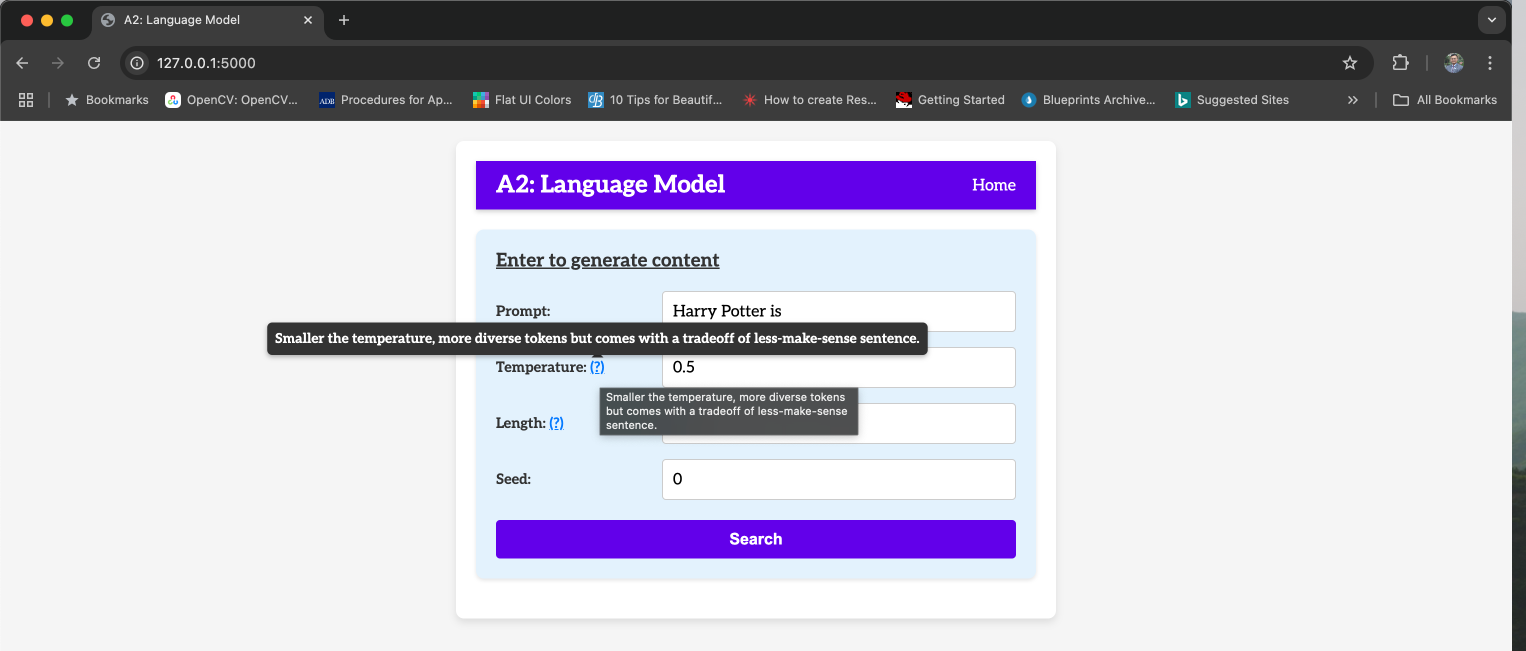 A2: Language Model
127.0.0.1:5000
Bookmarks
OpenCV: OpenCV...
ADB
Procedures for Ap...
Flat UI Colors
10 Tips for Beautif...
How to create Res...
Getting Started
Blueprints Archive...
Suggested Sites
All Bookmarks
A2: Language Model
Home
Enter to generate content
Prompt:
Harry Potter is
Smaller the temperature, more diverse tokens but comes with a tradeoff of less-make-sense sentence.
Temperature: (?)
0.5
Smaller the temperature, more diverse tokens
but comes with a tradeoff of less-make-sense
sentence.
Length: (?)
Seed:
0
Search